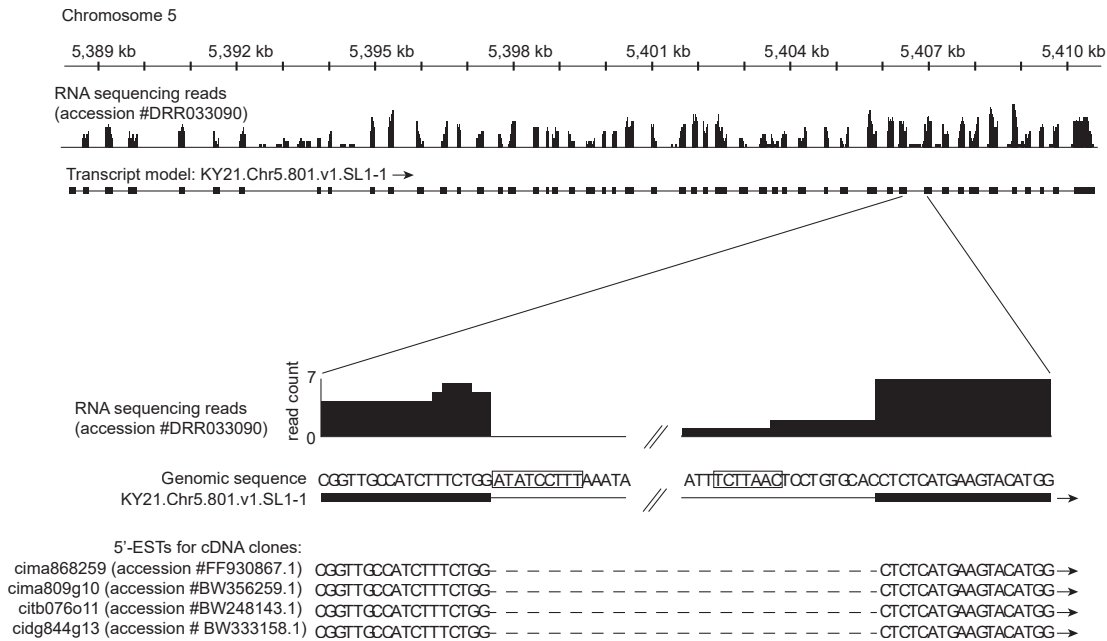 Chromosome 5
5,389 kb 5,392 kb 5,395 kb 5,398 kb 5,401 kb 5,404 kb 5,407 kb 5,410 kb
RNA sequencing reads
(accession #DRR033090)
Transcript model: KY21.Chr5.801.v1.SL1-1
read count
7
0
RNA sequencing reads
(accession #DRR033090)
Genomic sequence CGGTTGCCATCTTTCTGGATATCCTTTAAATA // ATTTCTTAACTCCTGTGCACCTCTCATGAAGTACATGG
KY21.Chr5.801.v1.SL1-1 //
5'-ESTs for cDNA clones:
cima868259 (accession #FF930867.1) CGGTTGCCATCTTTCTGG- - - - - - - - - - - - - - - - - - - - CTCTCATGAAGTACATGG
cima809g10 (accession #BW356259.1) CGGTTGCCATCTTTCTGG- - - - - - - - - - - - - - - - - - - - CTCTCATGAAGTACATGG
citb076o11 (accession #BW248143.1) CGGTTGCCATCTTTCTGG- - - - - - - - - - - - - - - - - - - - CTCTCATGAAGTACATGG
cidg844g13 (accession # BW333158.1) CGGTTGCCATCTTTCTGG- - - - - - - - - - - - - - - - - - - - CTCTCATGAAGTACATGG